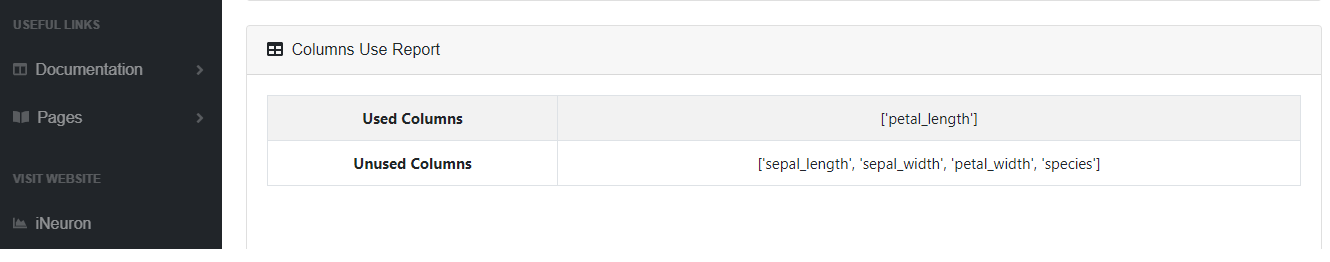 USEFUL LINKS
Documentation
Pages
VISIT WEBSITE
iNeuron
Columns Use Report
Used Columns ['petal_length']
Unused Columns ['sepal_length', 'sepal_width', 'petal_width', 'species']